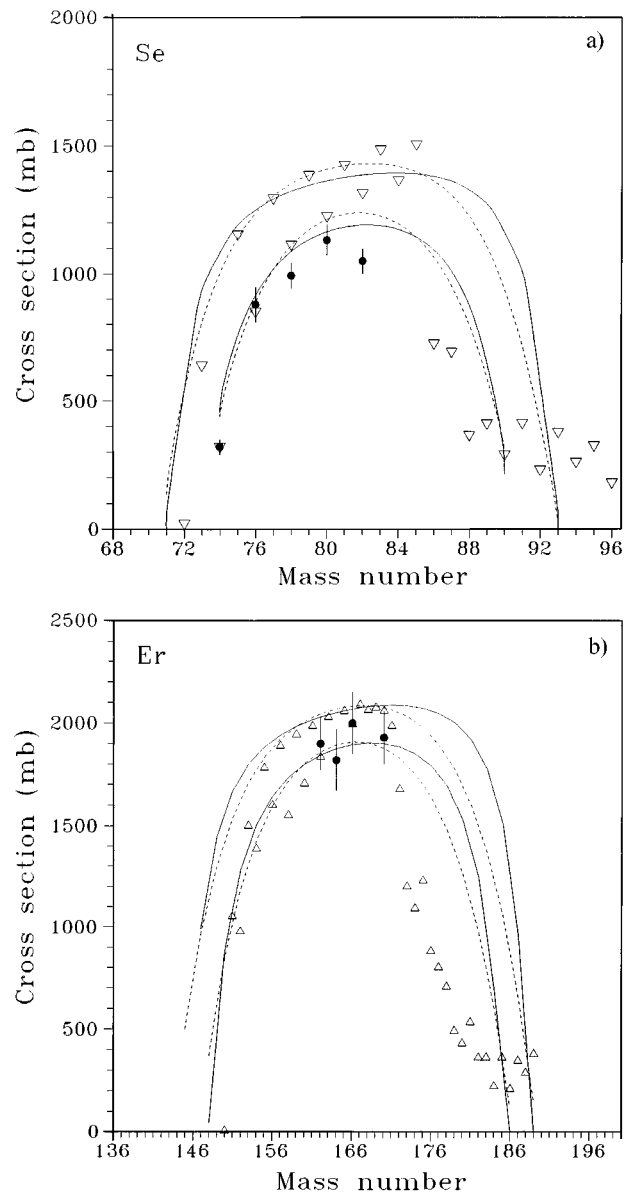 2000
Se
a)
1500
1000
500
0
Cross section (mb)
68 72 76 80 84 88 92 96
Mass number
2500
Er
b)
2000
1500
1000
500
0
Cross section (mb)
136 146 156 166 176 186 196
Mass number